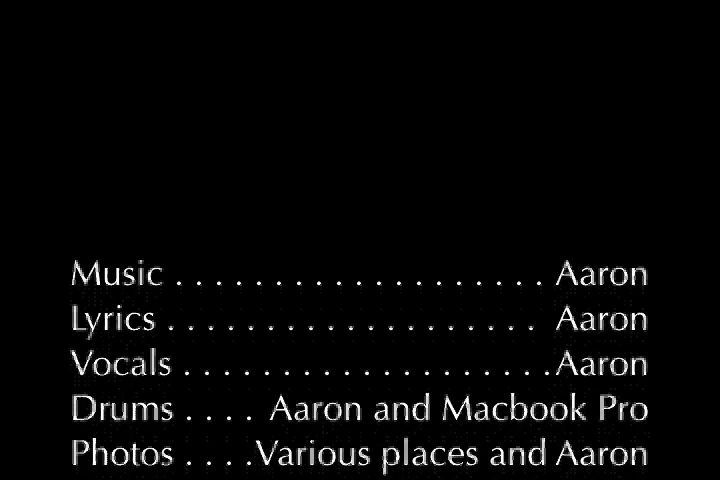 Music . . . . . . . . . . . . . . . . . . . Aaron
Lyrics . . . . . . . . . . . . . . . . . . . Aaron
Vocals . . . . . . . . . . . . . . . . . . .Aaron
Drums . . . . Aaron and Macbook Pro
Photos . . . .Various places and Aaron